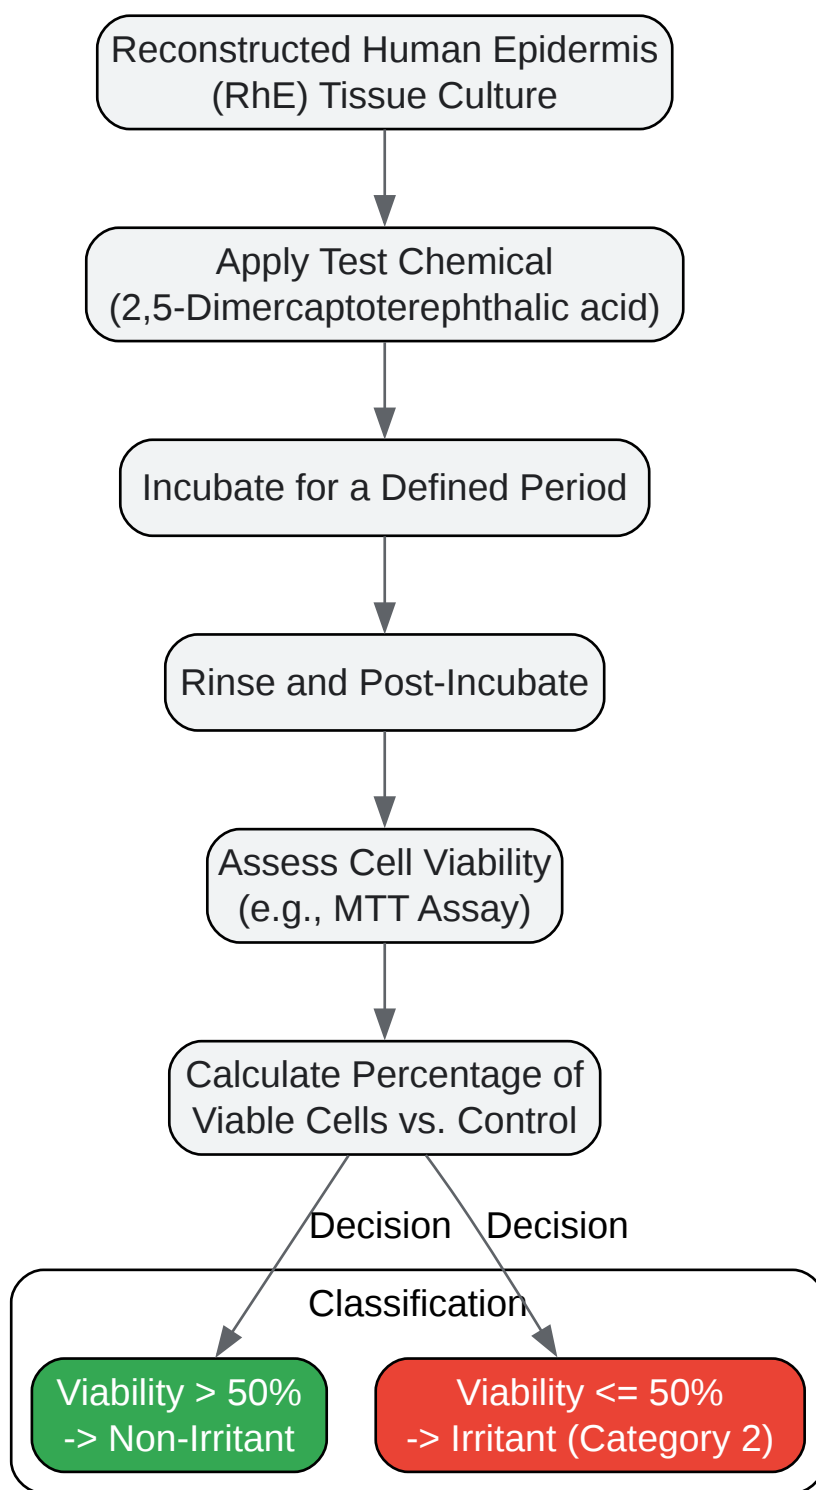 Reconstructed Human Epidermis
(RhE) Tissue Culture
Apply Test Chemical
(2,5-Dimercaptoterephthalic acid)
Incubate for a Defined Period
Rinse and Post-Incubate
Assess Cell Viability
(e.g., MTT Assay)
Calculate Percentage of
Viable Cells vs. Control
Decision
Decision
Classification
Viability > 50%
-> Non-Irritant
Viability <= 50%
-> Irritant (Category 2)